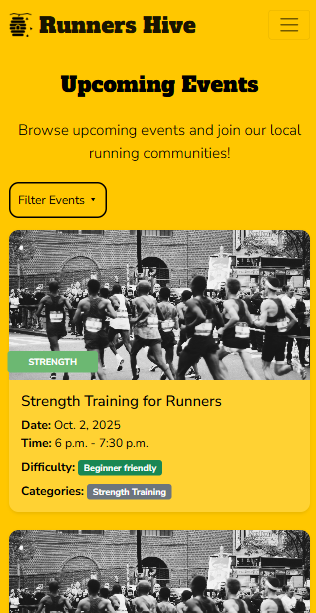 Runners Hive
Upcoming Events
Browse upcoming events and join our local
running communities!
Filter Events
STRENGTH
Strength Training for Runners
Date: Oct. 2, 2025
Time: 6 p.m. - 7:30 p.m.
Difficulty: Beginner friendly
Categories: Strength Training